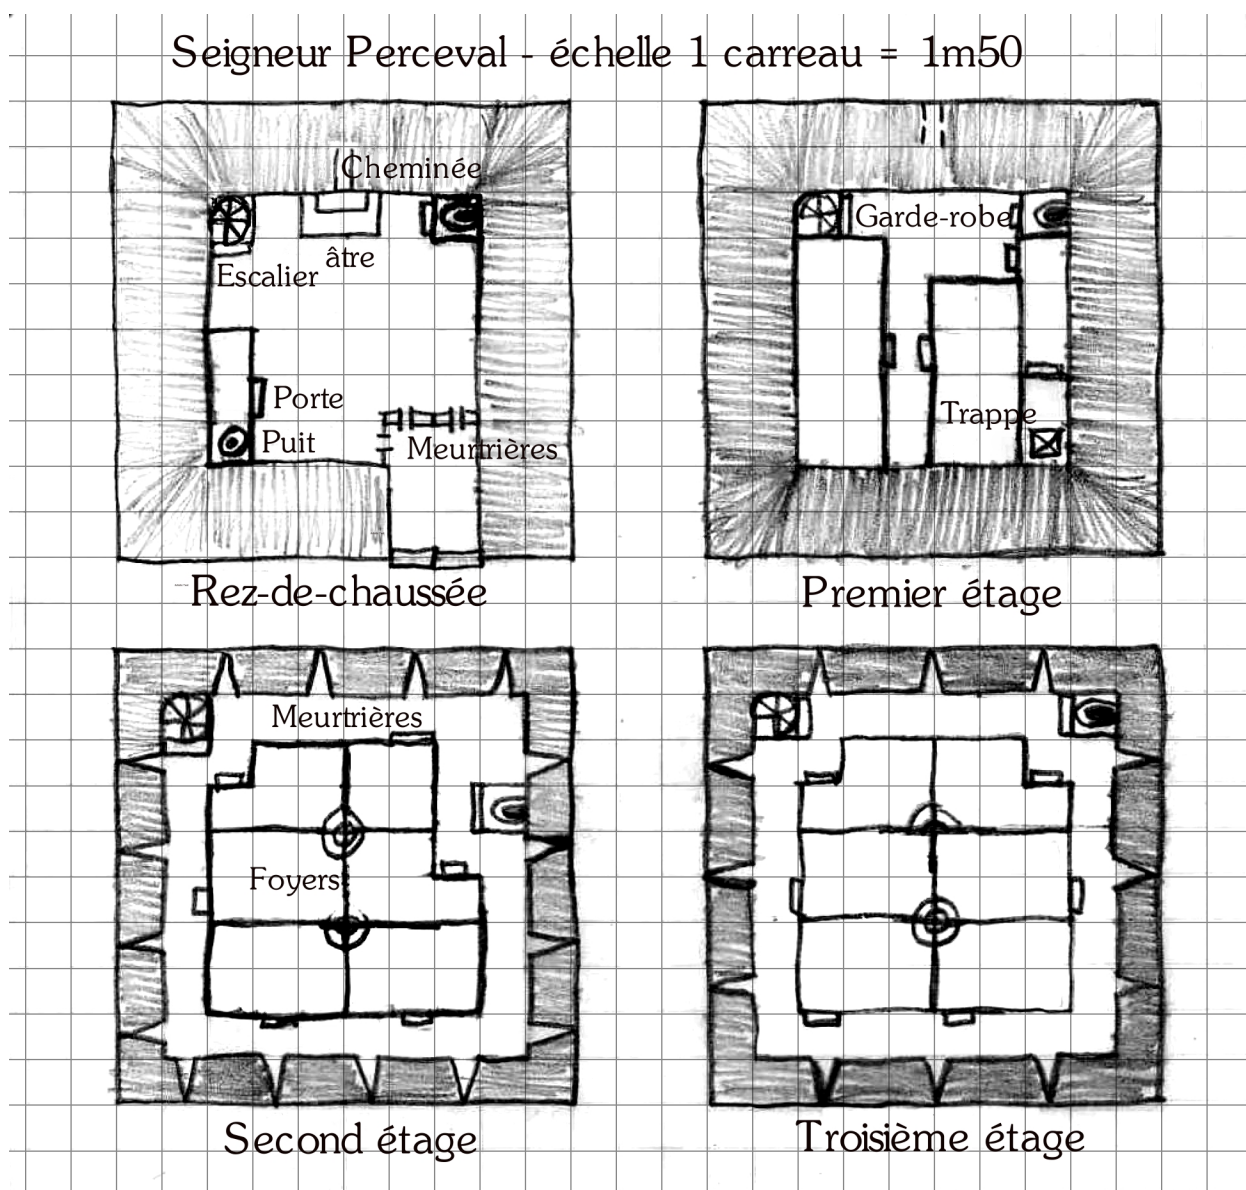 Seigneur Perceval - échelle 1 carreau = 1m50
Cheminée
âtre
Escalier
Porte
Puit
Meurtrières
Rez-de-chaussée
Garde-robe
Trappe
Premier étage
Meurtrières
Foyers
Second étage
Troisième étage